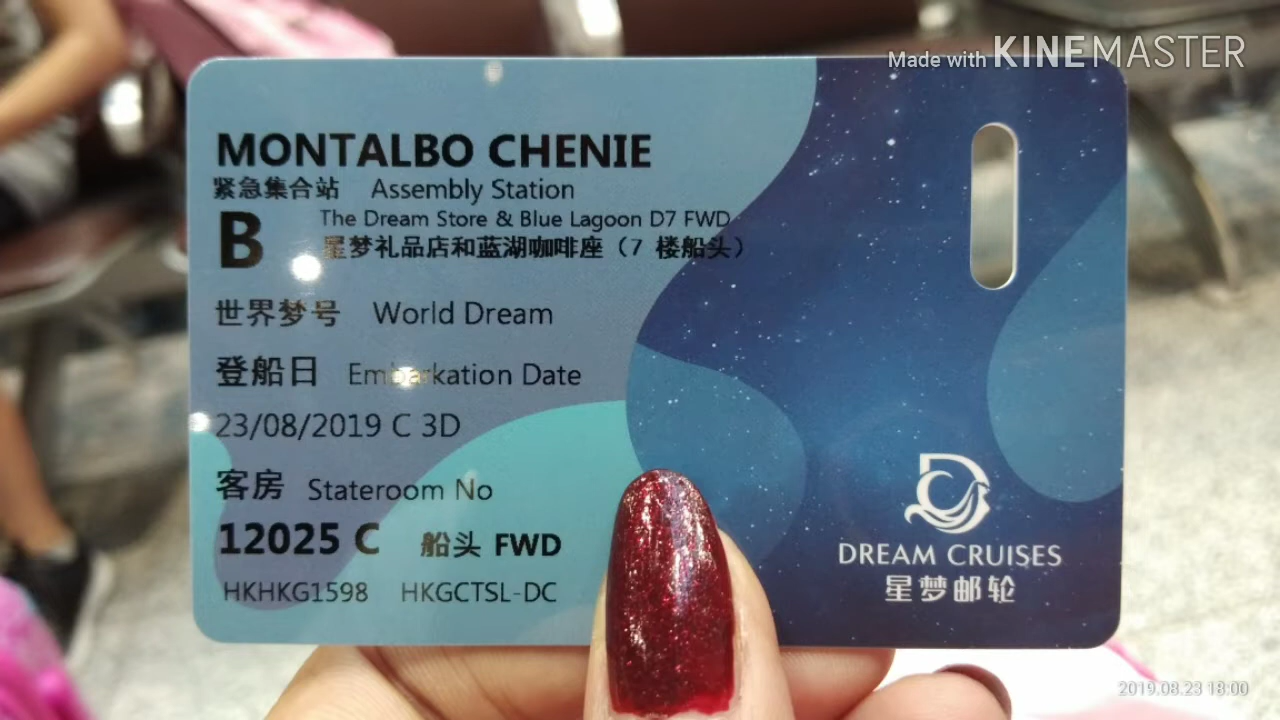 Made with KINEMASTER
MONTALBO CHENIE
紧急集合站 Assembly Station
B The Dream Store & Blue Lagoon D7 FWD
星梦礼品店和蓝湖咖啡座（7 楼船头）
世界梦号 World Dream
登船日 Embarkation Date
23/08/2019 C 3D
客房 Stateroom No
12025 C 船头 FWD
HKHKG1598 HKGCTSL-DC
DREAM CRUISES
星梦邮轮
2019.08.23 18:00